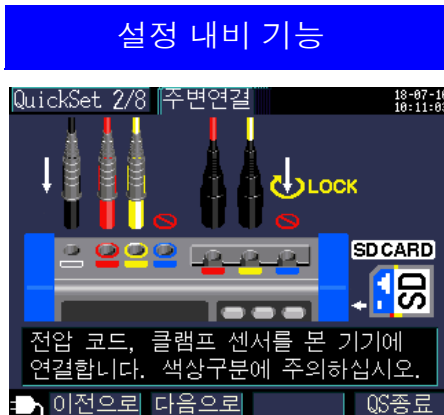 설정 내비 기능
QuickSet 2/8 주변연결
18-07-10
10:11:03
LOCK
SD CARD
SD
전압 코드, 클램프 센서를 본 기기에
연결합니다. 색상구분에 주의하십시오.
이전으로 다음으로 QS종료